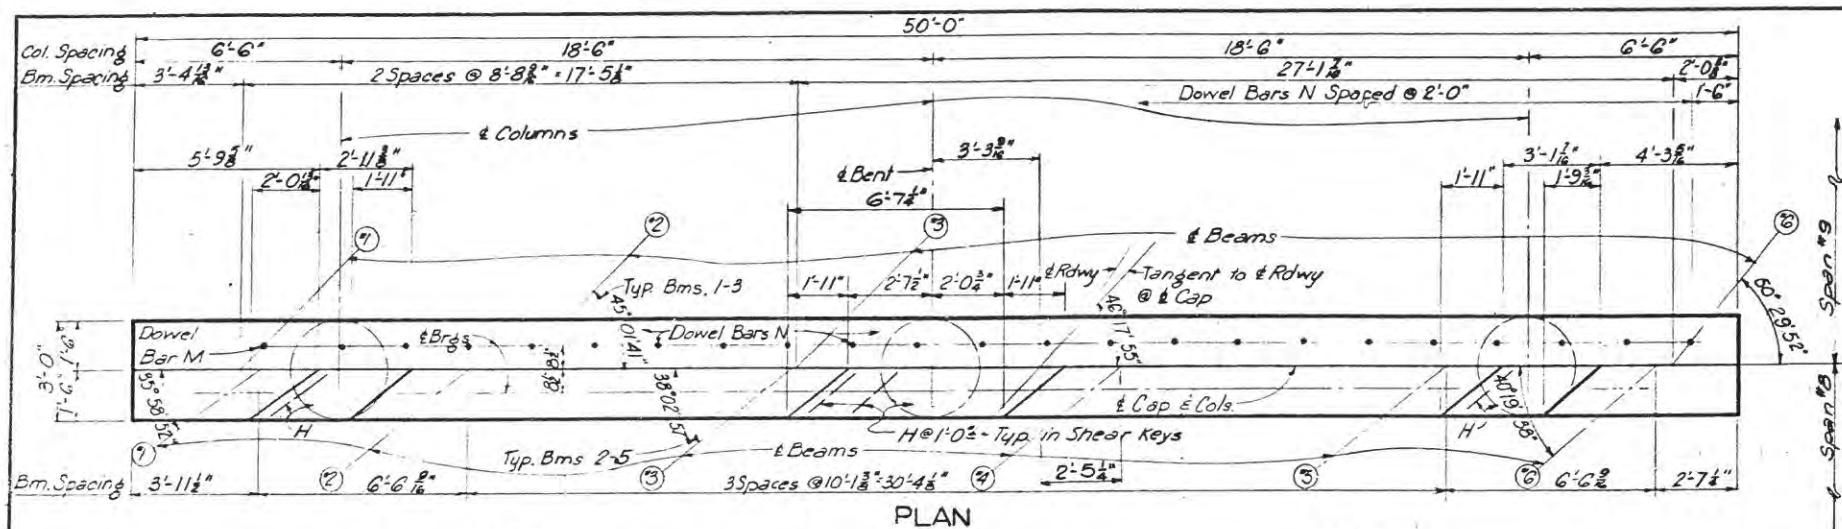 50'-0"
Col. Spacing 6'-6" 18'-6" 18'-6" 6'-6"
Bm. Spacing 3'-4 13/16" 2 Spaces @ 8'-8 9/16" = 17'-5 1/8" 27'-1 7/16" 2'-0 5/8"
Dowel Bars N Spaced @ 2'-0" 1'-6"
¢ Columns
5'-9 5/8" 2'-11 3/8" 3'-3 9/16" 3'-1 7/16" 4'-3 5/16"
¢ Bent
2'-0 13/16" 1'-11" 1'-11" 1'-9 3/16"
6'-7 1/4"
#1 #2 #3 #6
¢ Beams
Typ. Bms. 1-3
1'-11" 2'-7 1/2" 2'-0 3/4" 1'-11"
¢ Rdwy
Tangent to ¢ Rdwy
@ ¢ Cap
Span #9
60° 29' 52"
45° 01' 41"
46° 17' 55"
Dowel
Bar M
¢ Brgs.
Dowel Bars N
3'-0"
1'-6"
1'-6"
8 1/2"
8 1/2"
35° 58' 52"
38° 02' 57"
40° 19' 38"
¢ Cap & Cols.
H
H @ 1'-0"± - Typ. in Shear Keys
H
Span #8
#1 #2 Typ. Bms 2-5 #3 ¢ Beams #4 #5 #6
2'-5 1/4"
Bm. Spacing 3'-11 1/2" 6'-6 9/16" 3 Spaces @ 10'-1 3/8" = 30'-4 1/8" 2'-7 1/4"
PLAN